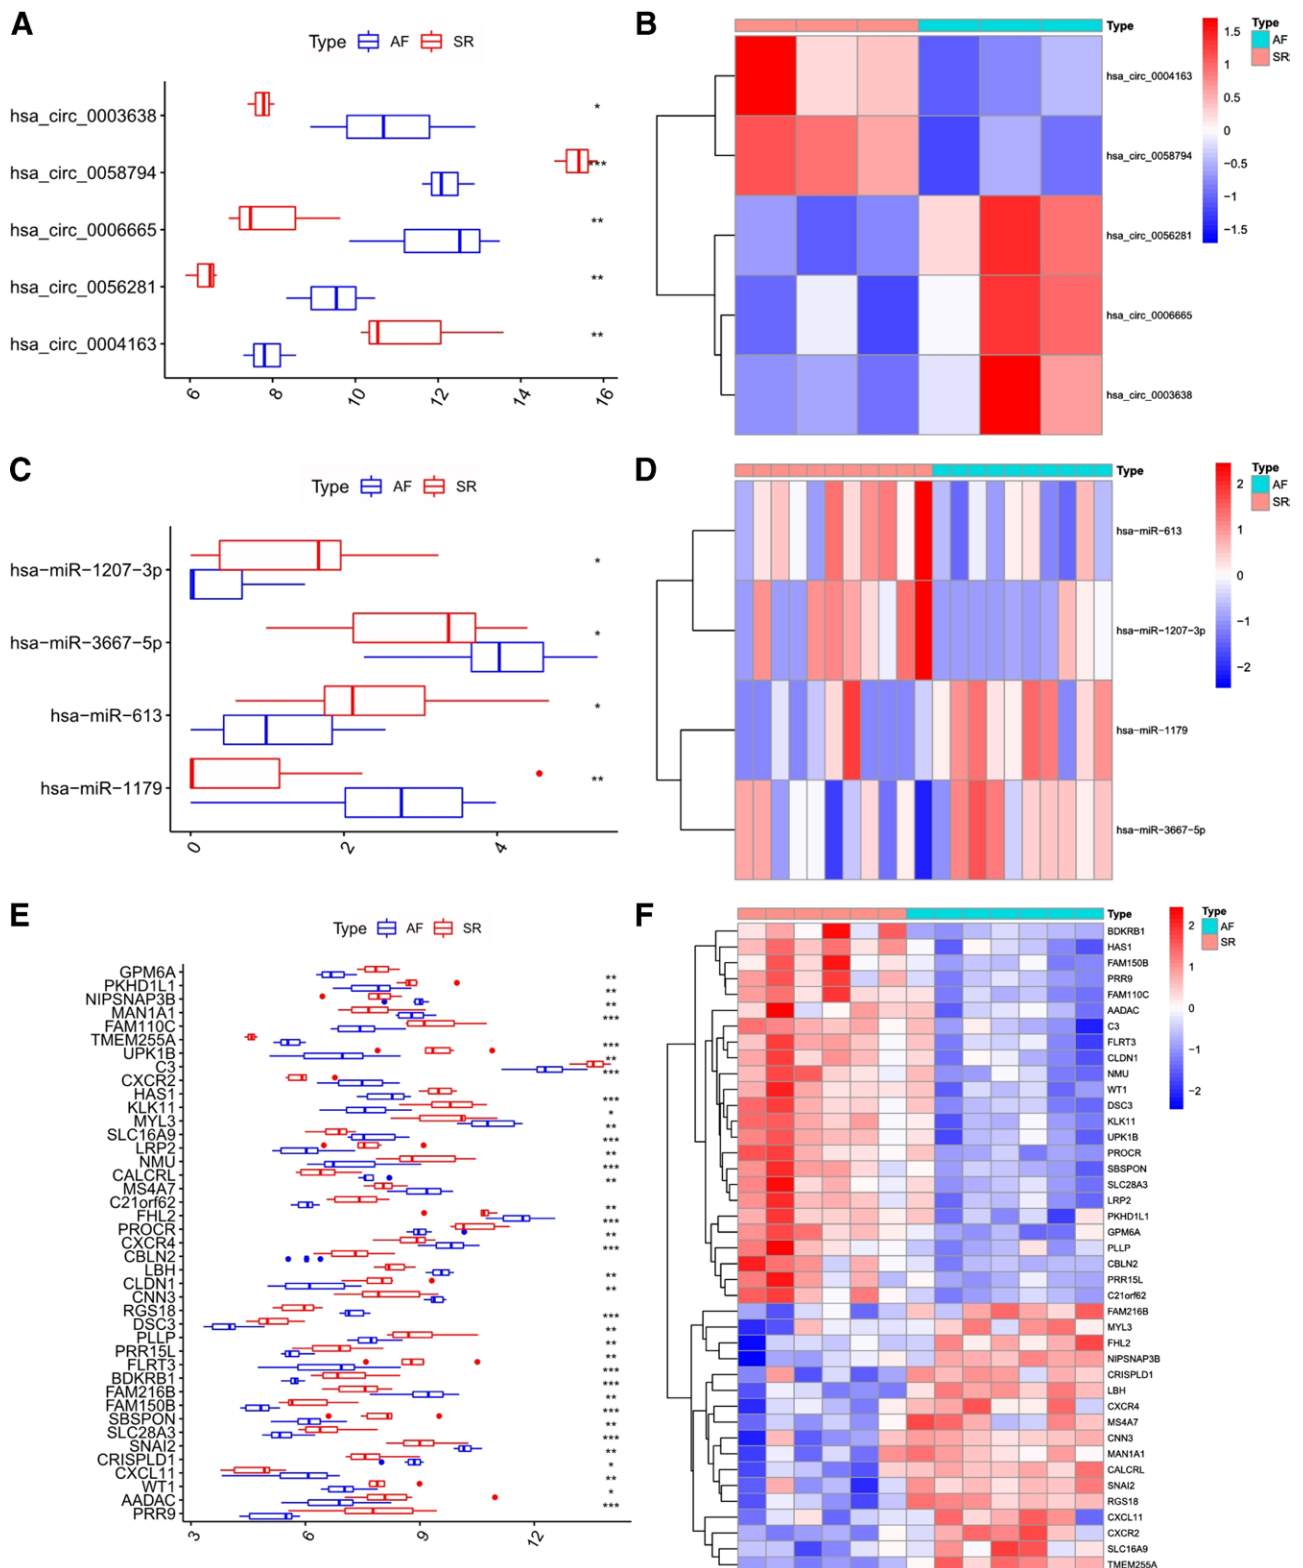 A
Type AF SR
hsa_circ_0003638
*
hsa_circ_0058794
***
hsa_circ_0006665
**
hsa_circ_0056281
**
hsa_circ_0004163
**
6 8 10 12 14 16
B
Type
hsa_circ_0004163
hsa_circ_0058794
hsa_circ_0056281
hsa_circ_0006665
hsa_circ_0003638
1.5
1
0.5
0
−0.5
−1
−1.5
Type
AF
SR
C
Type AF SR
hsa−miR−1207−3p
*
hsa−miR−3667−5p
*
hsa−miR−613
*
hsa−miR−1179
**
0 2 4
D
Type
hsa−miR−613
hsa−miR−1207−3p
hsa−miR−1179
hsa−miR−3667−5p
2
1
0
−1
−2
Type
AF
SR
E
Type AF SR
GPM6A
PKHD1L1
NIPSNAP3B
MAN1A1
FAM110C
TMEM255A
UPK1B
C3
CXCR2
HAS1
KLK11
MYL3
SLC16A9
LRP2
NMU
CALCRL
MS4A7
C21orf62
FHL2
PROCR
CXCR4
CBLN2
LBH
CLDN1
CNN3
RGS18
DSC3
PLLP
PRR15L
FLRT3
BDKRB1
FAM216B
FAM150B
SBSPON
SLC28A3
SNAI2
CRISPLD1
CXCL11
WT1
AADAC
PRR9
**
**
**
***
***
**
***
***
*
**
***
**
***
**
**
***
**
***
**
**
***
**
**
**
***
***
**
***
**
***
**
*
**
*
***
3 6 9 12
F
Type
BDKRB1
HAS1
FAM150B
PRR9
FAM110C
AADAC
C3
FLRT3
CLDN1
NMU
WT1
DSC3
KLK11
UPK1B
PROCR
SBSPON
SLC28A3
LRP2
PKHD1L1
GPM6A
PLLP
CBLN2
PRR15L
C21orf62
FAM216B
MYL3
FHL2
NIPSNAP3B
CRISPLD1
LBH
CXCR4
MS4A7
CNN3
MAN1A1
CALCRL
SNAI2
RGS18
CXCL11
CXCR2
SLC16A9
TMEM255A
2
1
0
−1
−2
Type
AF
SR